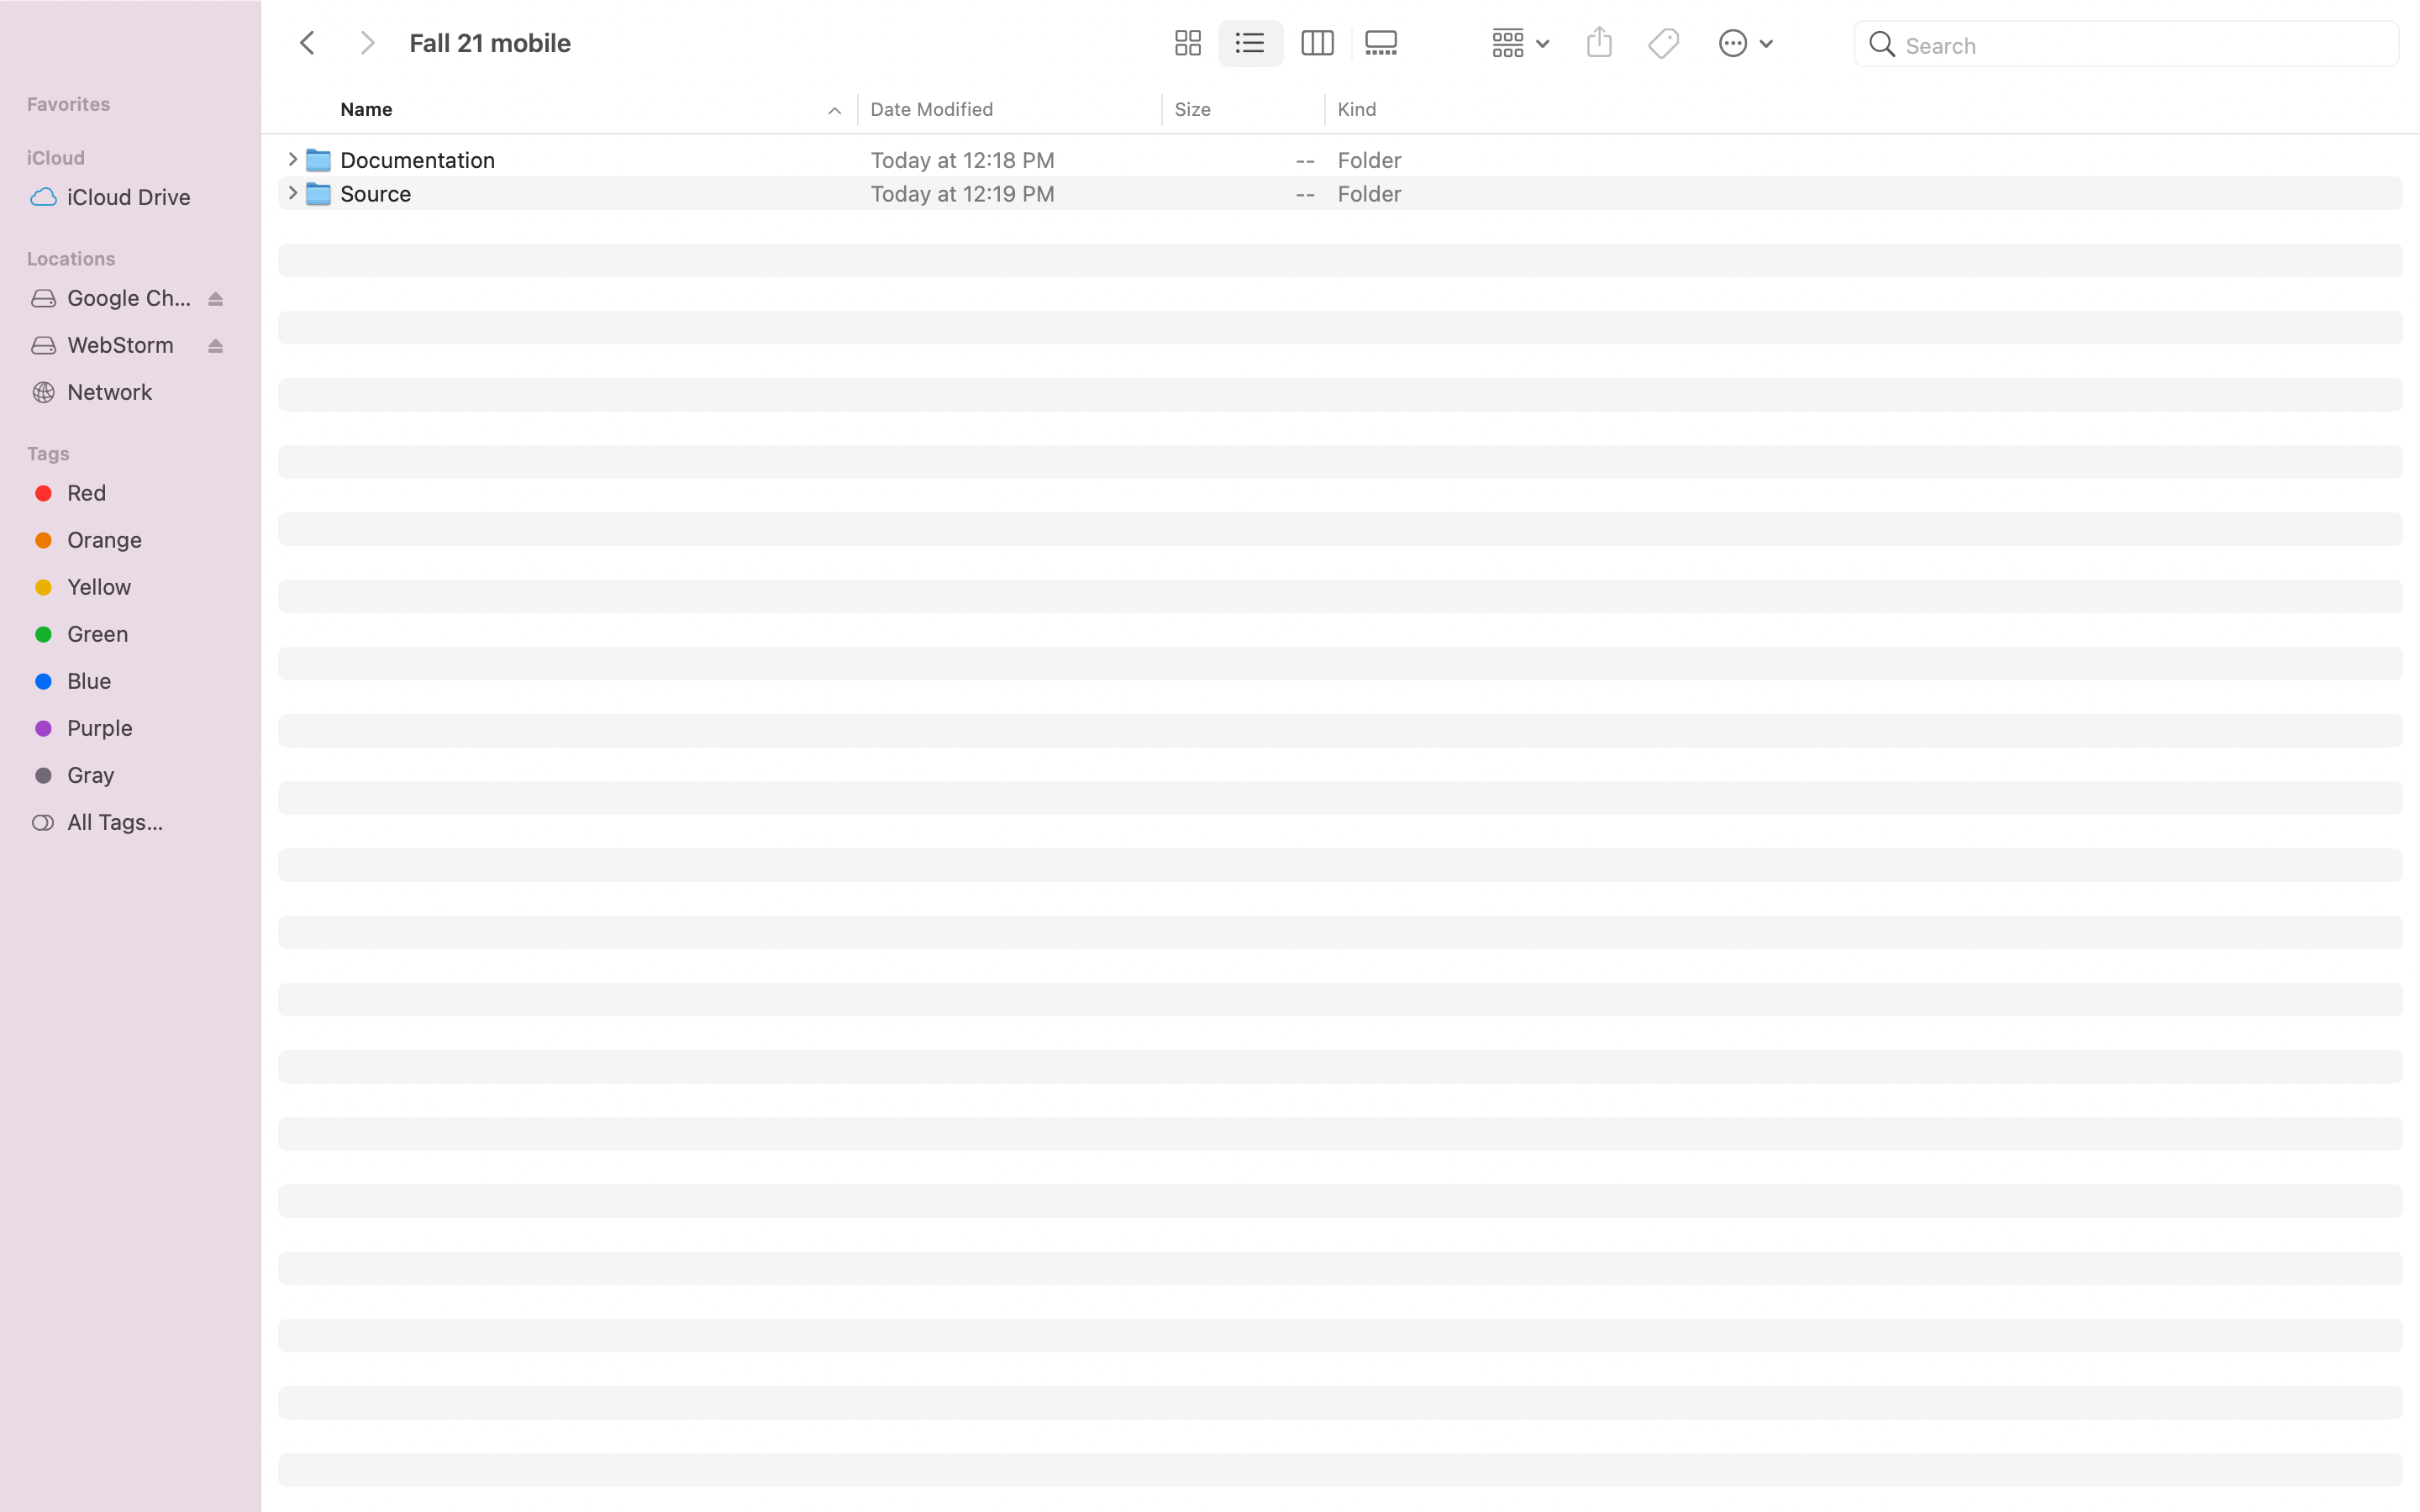 Fall 21 mobile
Search
Favorites
iCloud
iCloud Drive
Locations
Google Ch...
WebStorm
Network
Tags
Red
Orange
Yellow
Green
Blue
Purple
Gray
All Tags...
Name Date Modified Size Kind
Documentation Today at 12:18 PM -- Folder
Source Today at 12:19 PM -- Folder